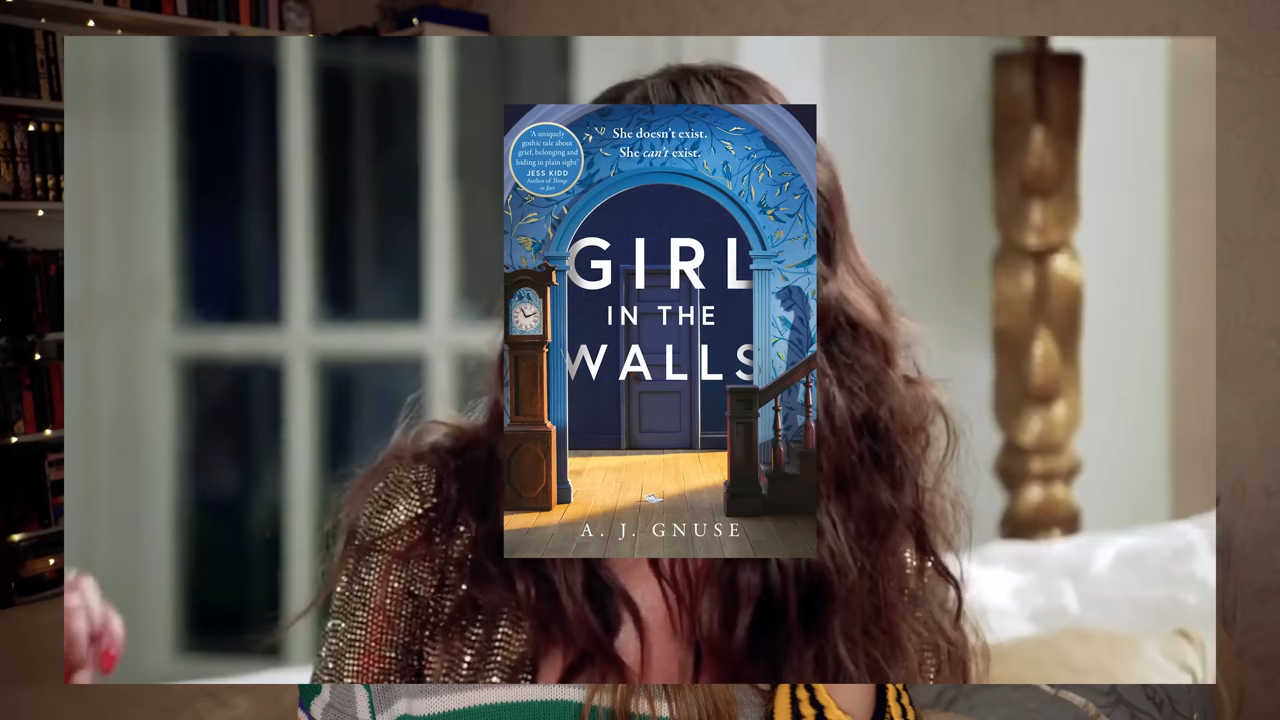 'A uniquely
gothic tale about
grief, belonging and
hiding in plain sight'
JESS KIDD
Author of Things
in Jars
She doesn't exist.
She can't exist.
GIRL
IN THE
WALLS
A. J. GNUSE